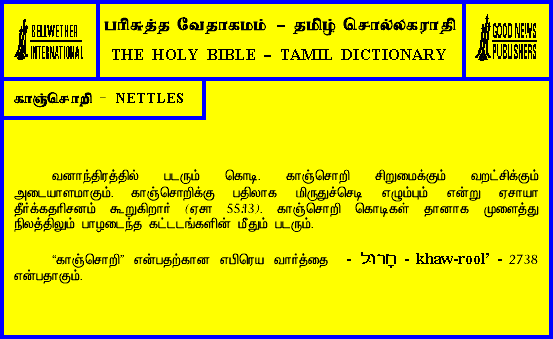 BELLWETHER
INTERNATIONAL
பரிசுத்த வேதாகமம் – தமிழ் சொல்லகராதி
THE HOLY BIBLE – TAMIL DICTIONARY
GOOD NEWS
PUBLISHERS
காஞ்சொறி – NETTLES
வனாந்திரத்தில் படரும் கொடி. காஞ்சொறி சிறுமைக்கும் வறட்சிக்கும்
அடையாளமாகும். காஞ்சொறிக்கு பதிலாக மிருதுச்செடி எழும்பும் என்று ஏசாயா
தீர்க்கதரிசனம் கூறுகிறார் (ஏசா 55:13). காஞ்சொறி கொடிகள் தானாக முளைத்து
நிலத்திலும் பாழடைந்த கட்டடங்களின் மீதும் படரும்.
“காஞ்சொறி” என்பதற்கான எபிரெய வார்த்தை - חָרוּל - khaw-rool’ - 2738
என்பதாகும்.